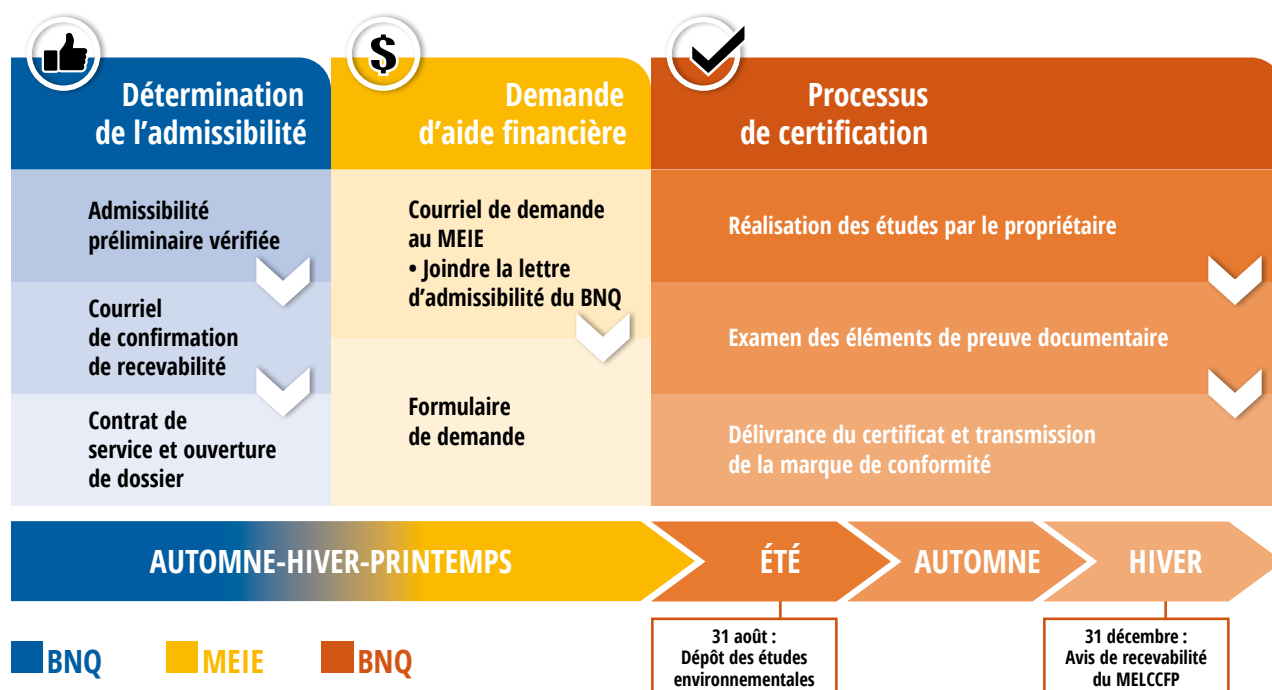 $
Détermination
de l'admissibilité
Admissibilité
préliminaire vérifiée
Courriel
de confirmation
de recevabilité
Contrat de
service et ouverture
de dossier
Demande
d'aide financière
Courriel de demande
au MEIE
• Joindre la lettre
d'admissibilité du BNQ
Formulaire
de demande
Processus
de certification
Réalisation des études par le propriétaire
Examen des éléments de preuve documentaire
Délivrance du certificat et transmission
de la marque de conformité
AUTOMNE-HIVER-PRINTEMPS
ÉTÉ
AUTOMNE
HIVER
31 août :
Dépôt des études
environnementales
31 décembre :
Avis de recevabilité
du MELCCFP
BNQ
MEIE
BNQ